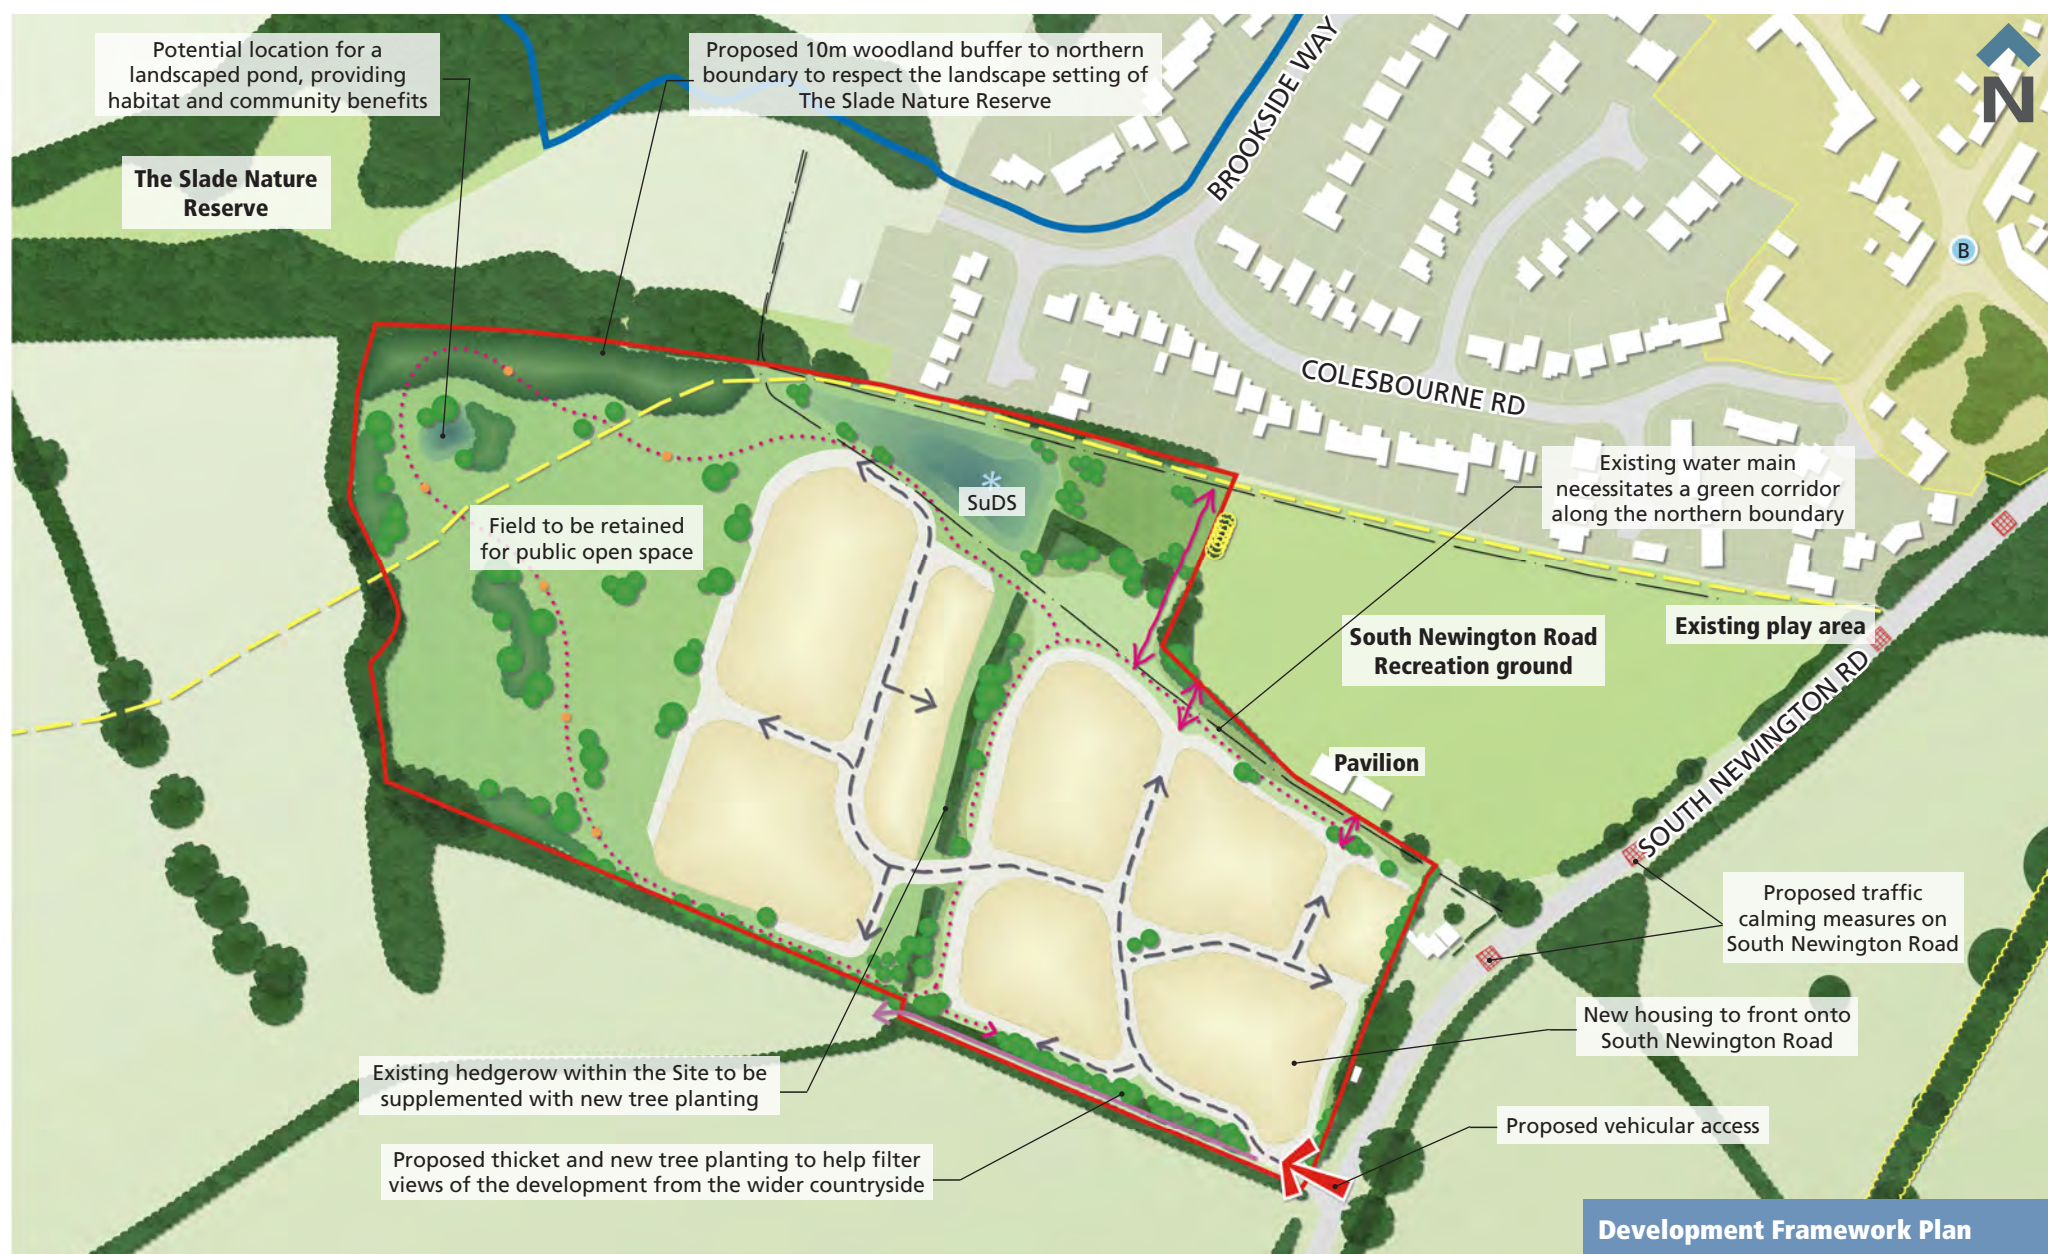 Potential location for a
landscaped pond, providing
habitat and community benefits
Proposed 10m woodland buffer to northern
boundary to respect the landscape setting of
The Slade Nature Reserve
N
BROOKSIDE WAY
The Slade Nature
Reserve
B
COLESBOURNE RD
Existing water main
necessitates a green corridor
along the northern boundary
SuDS
Field to be retained
for public open space
South Newington Road
Recreation ground
Existing play area
Pavilion
SOUTH NEWINGTON RD
Proposed traffic
calming measures on
South Newington Road
New housing to front onto
South Newington Road
Existing hedgerow within the Site to be
supplemented with new tree planting
Proposed vehicular access
Proposed thicket and new tree planting to help filter
views of the development from the wider countryside
Development Framework Plan